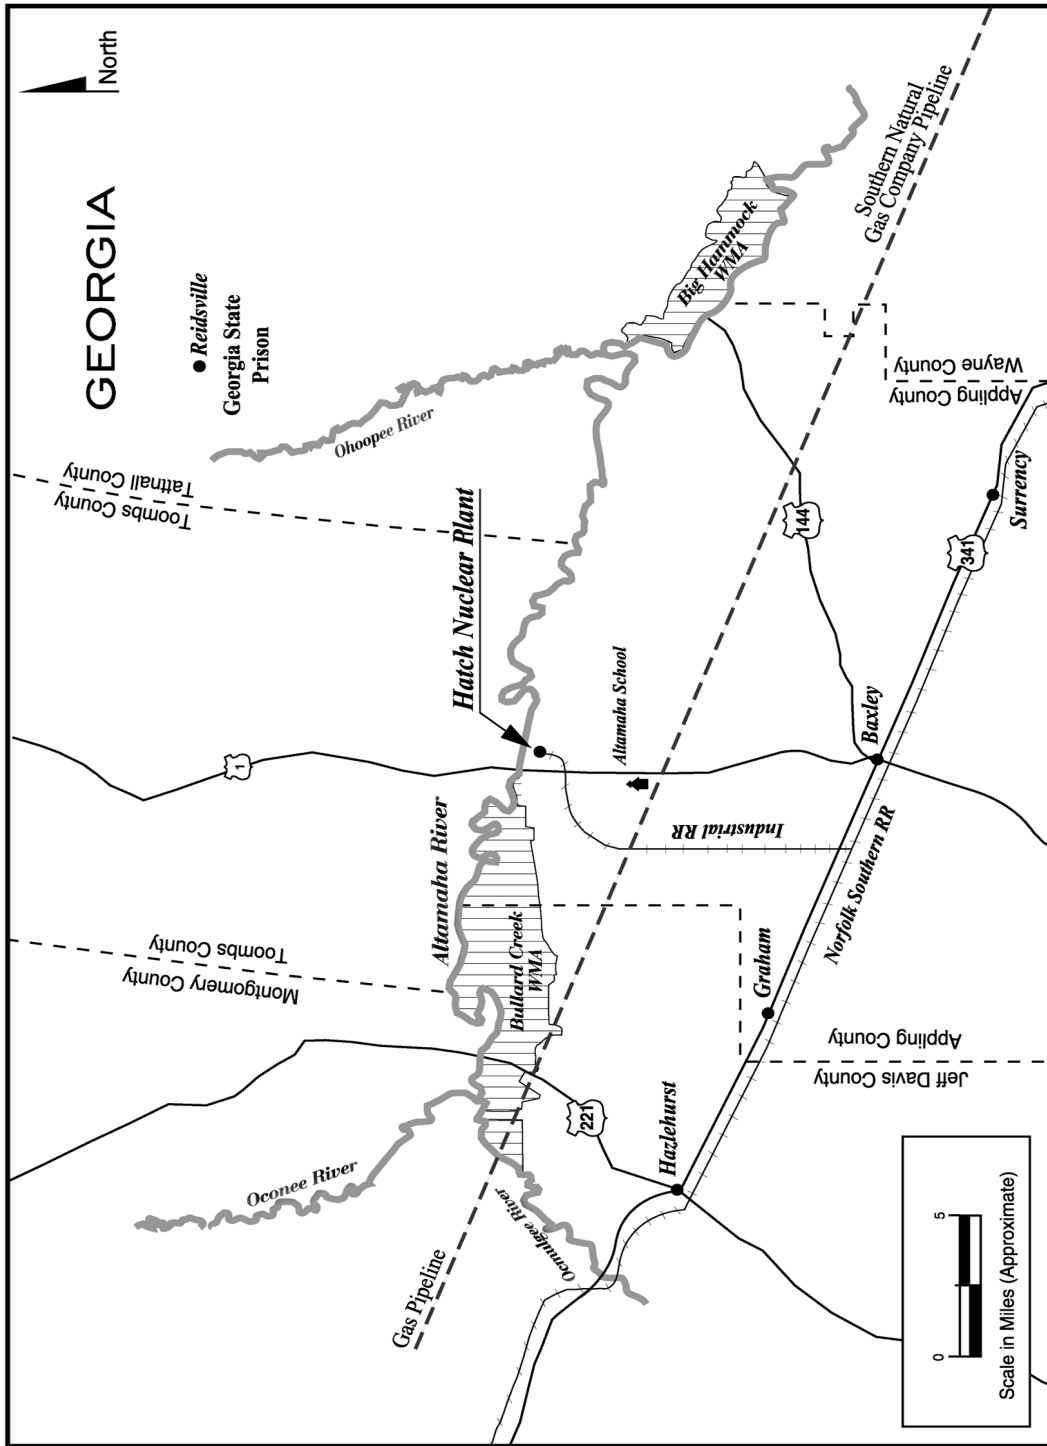 GEORGIA
North
Reidsville
Georgia State
Prison
Montgomery County
Toombs County
Toombs County
Tattnall County
Oconee River
1
Ohoopee River
Altamaha River
Hatch Nuclear Plant
Gas Pipeline
Ocmulgee River
Bullard Creek
WMA
Big Hammock
WMA
221
Altamaha School
Industrial RR
Hazlehurst
Graham
Norfolk Southern RR
Baxley
144
Southern Natural
Gas Company Pipeline
341
Surrency
Jeff Davis County
Appling County
Appling County
Wayne County
0
5
Scale in Miles (Approximate)